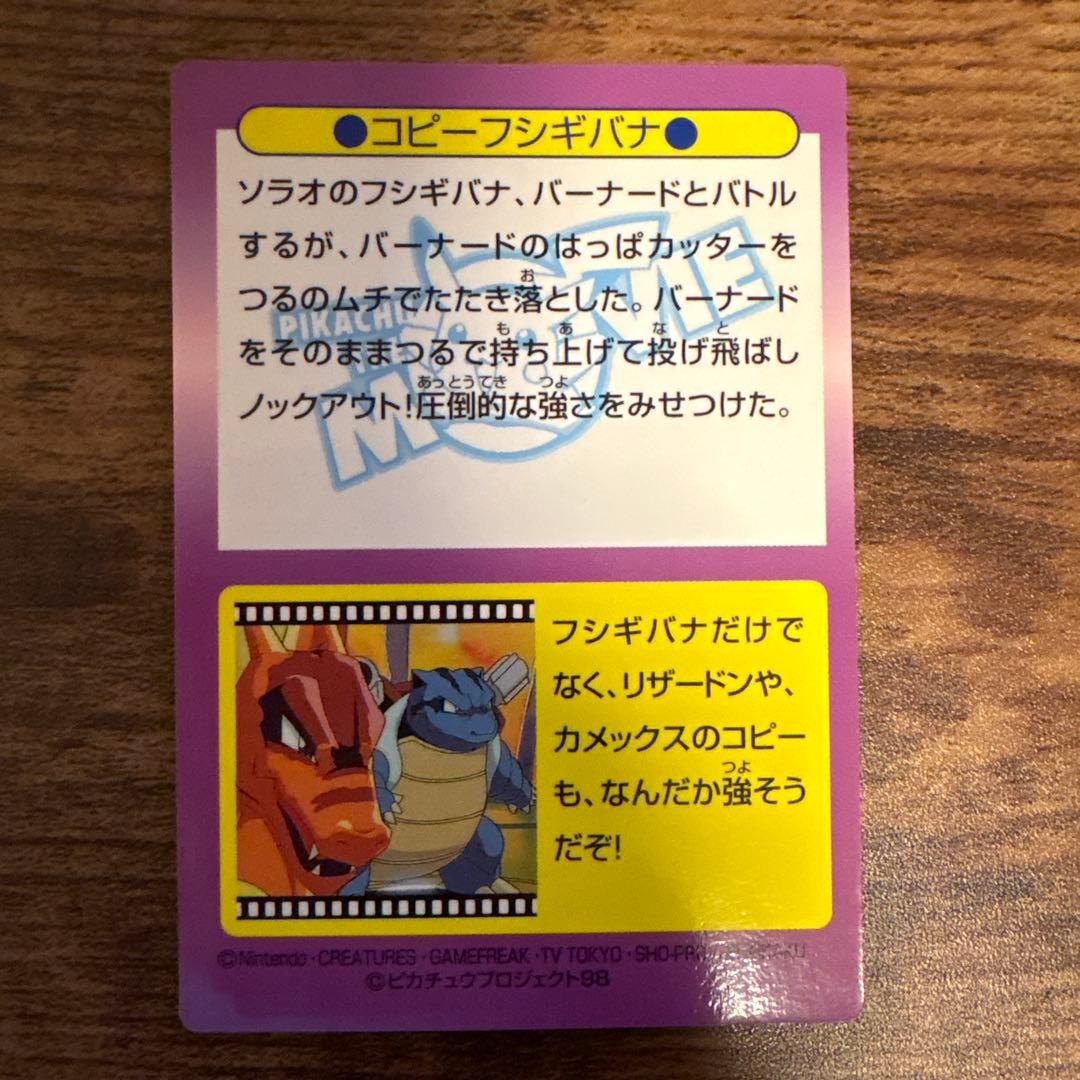 ●コピーフシギバナ●
ソラオのフシギバナ、バーナードとバトル
するが、バーナードのはっぱカッターを
つるのムチでたたき落とした。バーナード
をそのままつるで持ち上げて投げ飛ばし
ノックアウト!圧倒的な強さをみせつけた。
PIKACHU
THE MOVIE
フシギバナだけで
なく、リザードンや、
カメックスのコピー
も、なんだか強そう
だぞ!
©Nintendo・CREATURES・GAMEFREAK・TV TOKYO・
©ピカチュウプロジェクト98